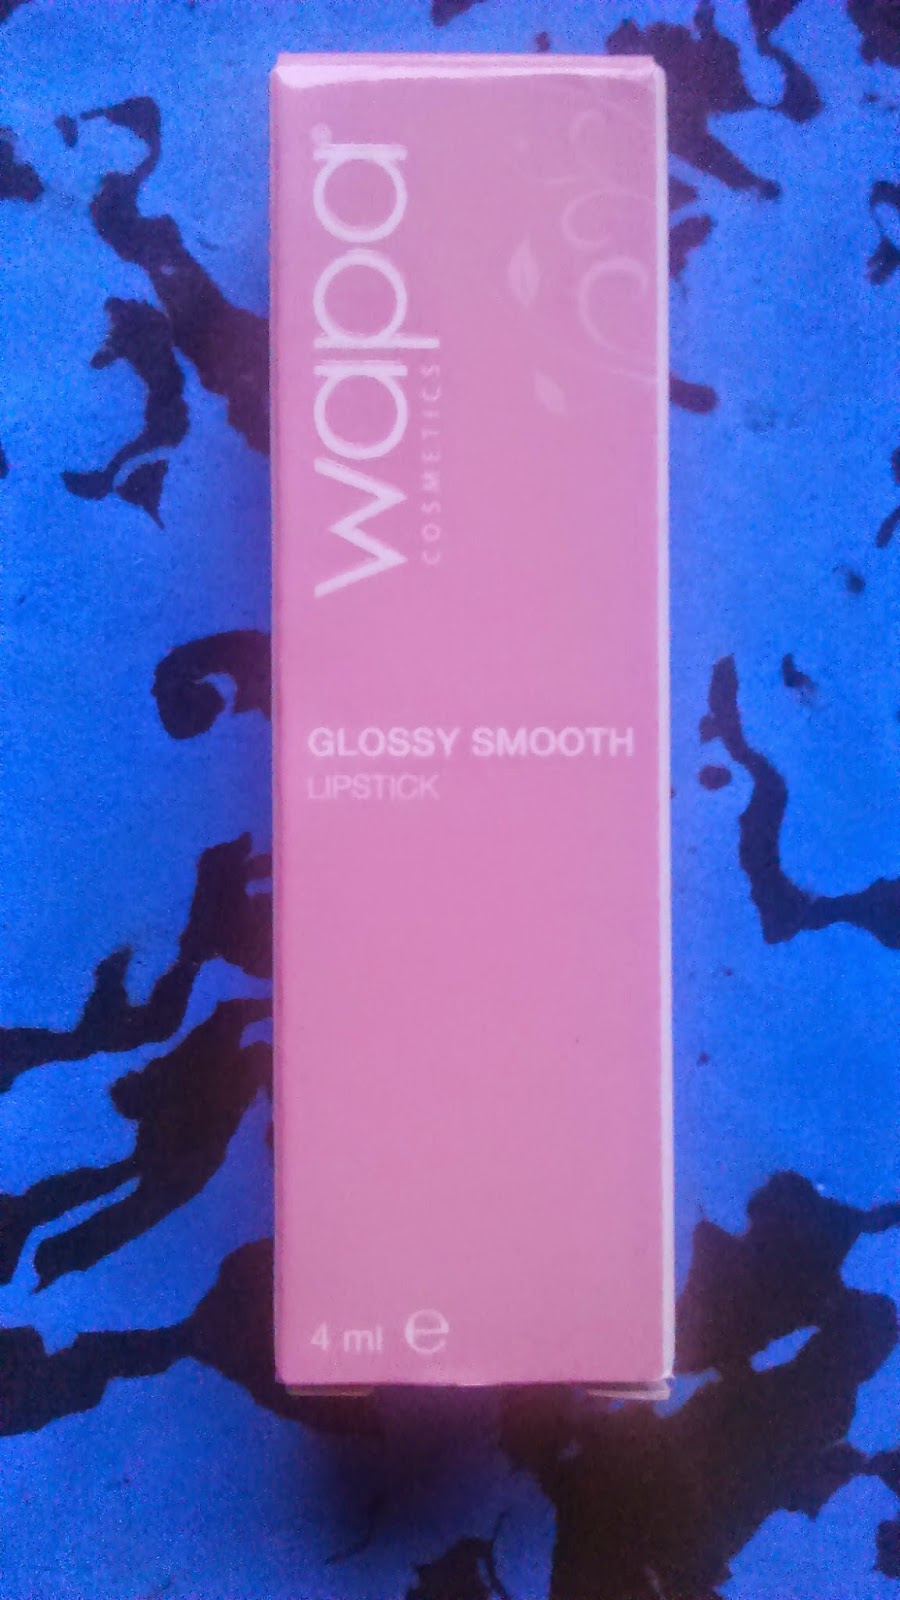 wapa®
COSMETICS
GLOSSY SMOOTH
LIPSTICK
4 ml ℮